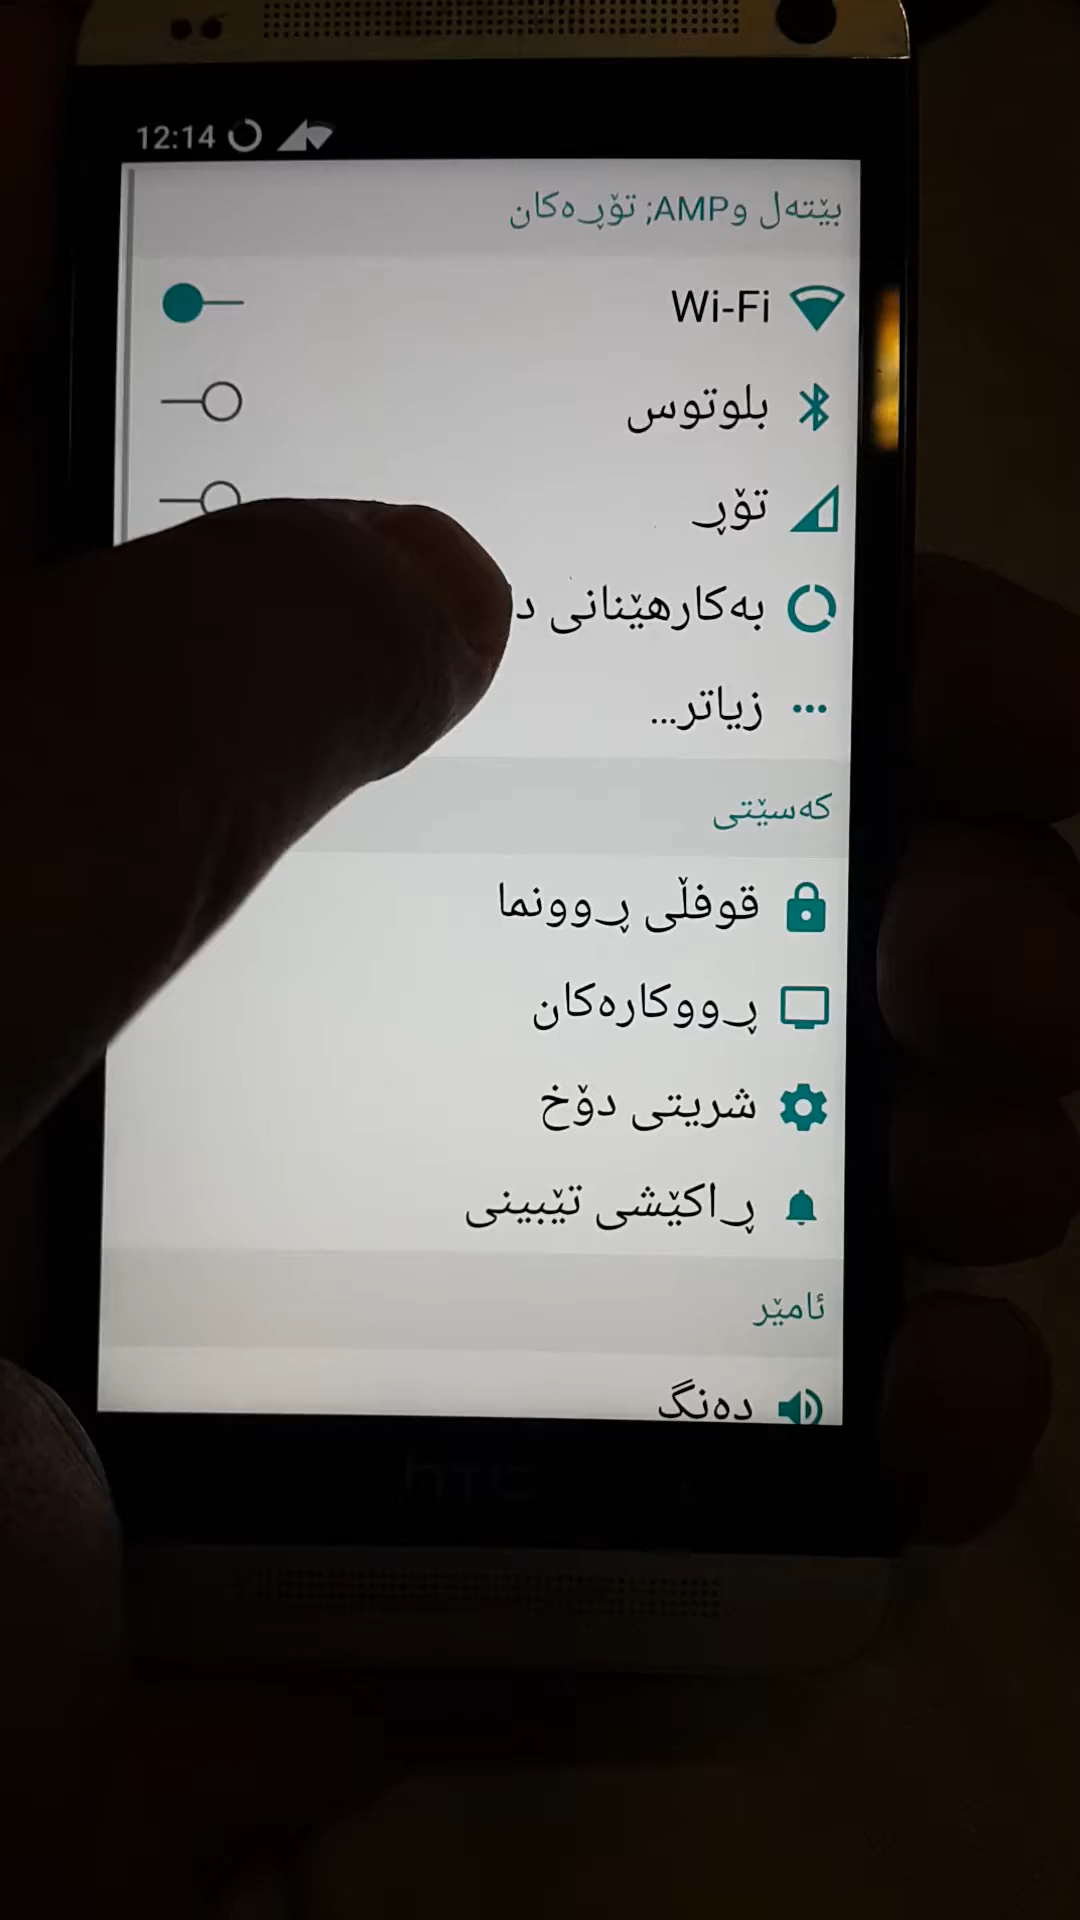 12:14
بێتەل وAMP; تۆڕەکان
Wi-Fi
بلوتوس
تۆڕ
بەکارهێنانی
زیاتر...
کەسێتی
قوفڵی ڕوونما
ڕووکارەکان
شریتی دۆخ
ڕاکێشی تێبینی
ئامێر
دەنگ
hTC